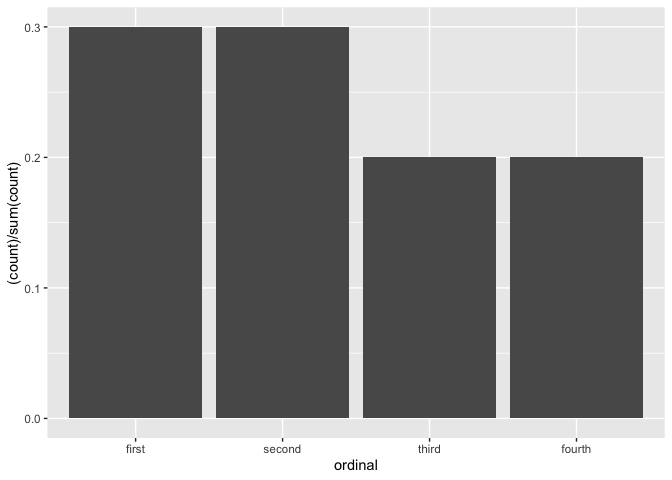 (count)/sum(count)
0.3
0.2
0.1
0.0
first second third fourth
ordinal